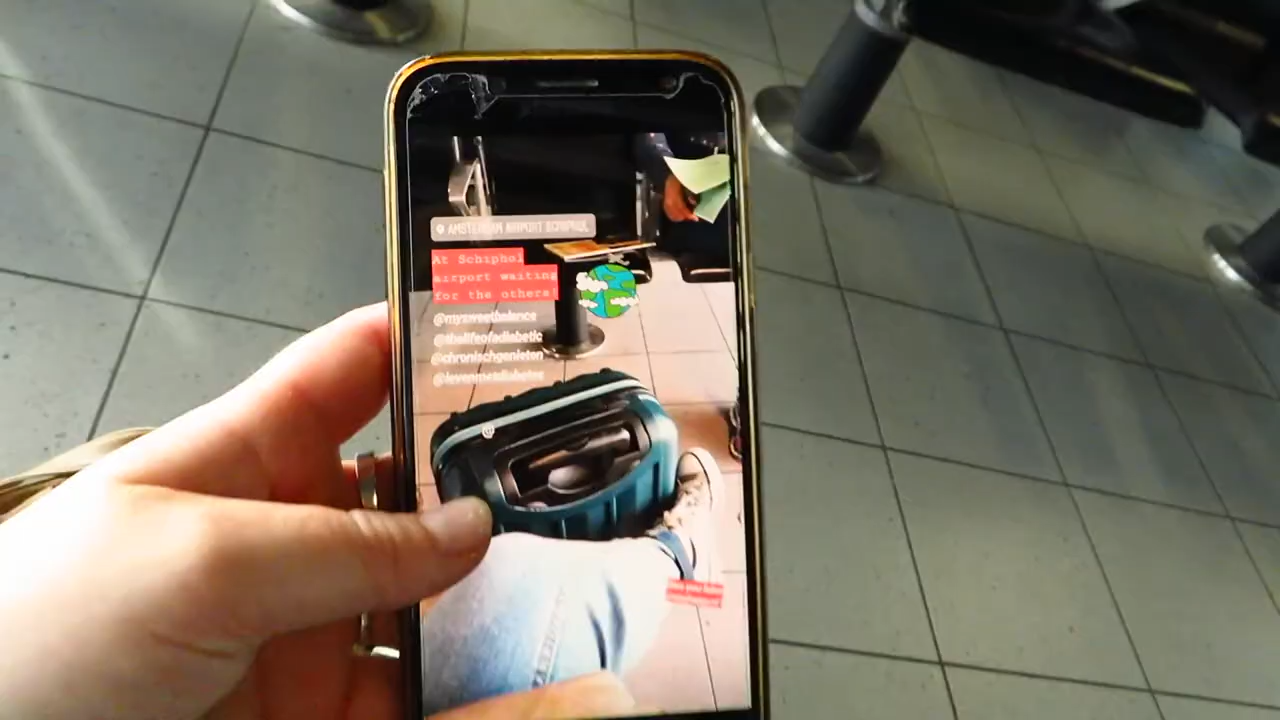 AMSTERDAM AIRPORT SCHIPHOL
At Schiphol
airport waiting
for the others!
@mysweetbalance
@thelifeofadiabetic
@chronischgenieten
@levenmetdiabetes